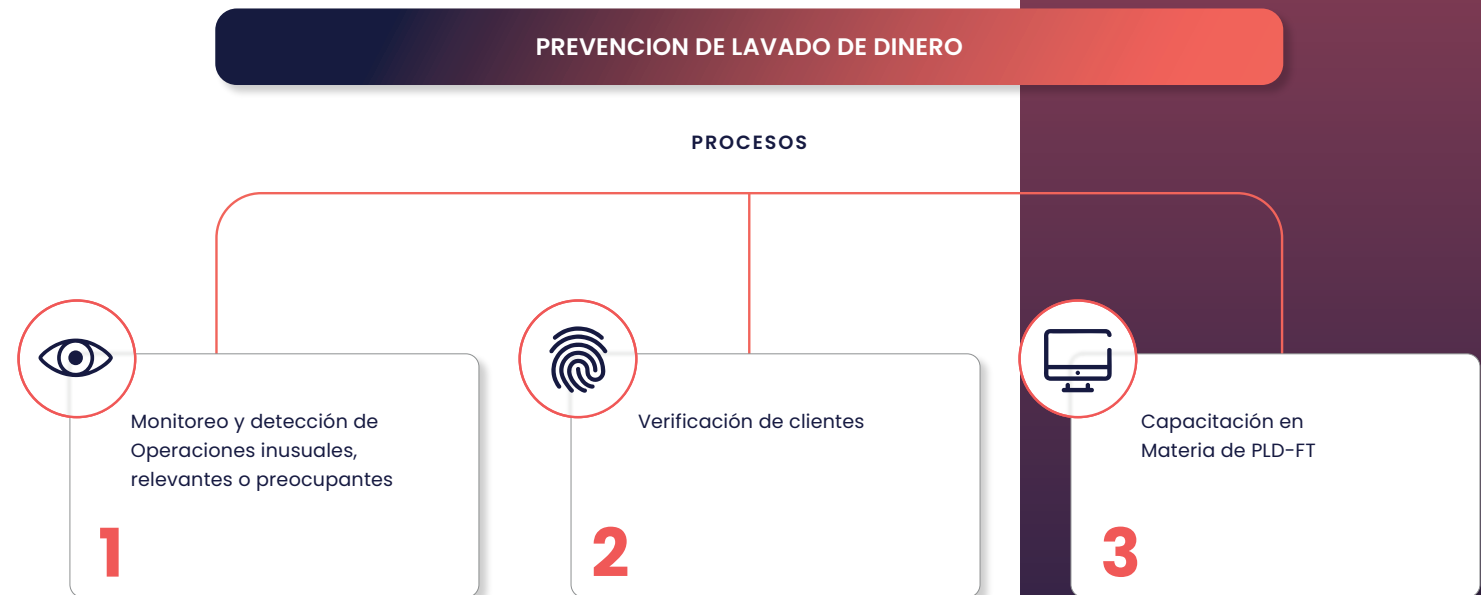 PREVENCION DE LAVADO DE DINERO
PROCESOS
Monitoreo y detección de
Operaciones inusuales,
relevantes o preocupantes
1
Verificación de clientes
2
Capacitación en
Materia de PLD-FT
3